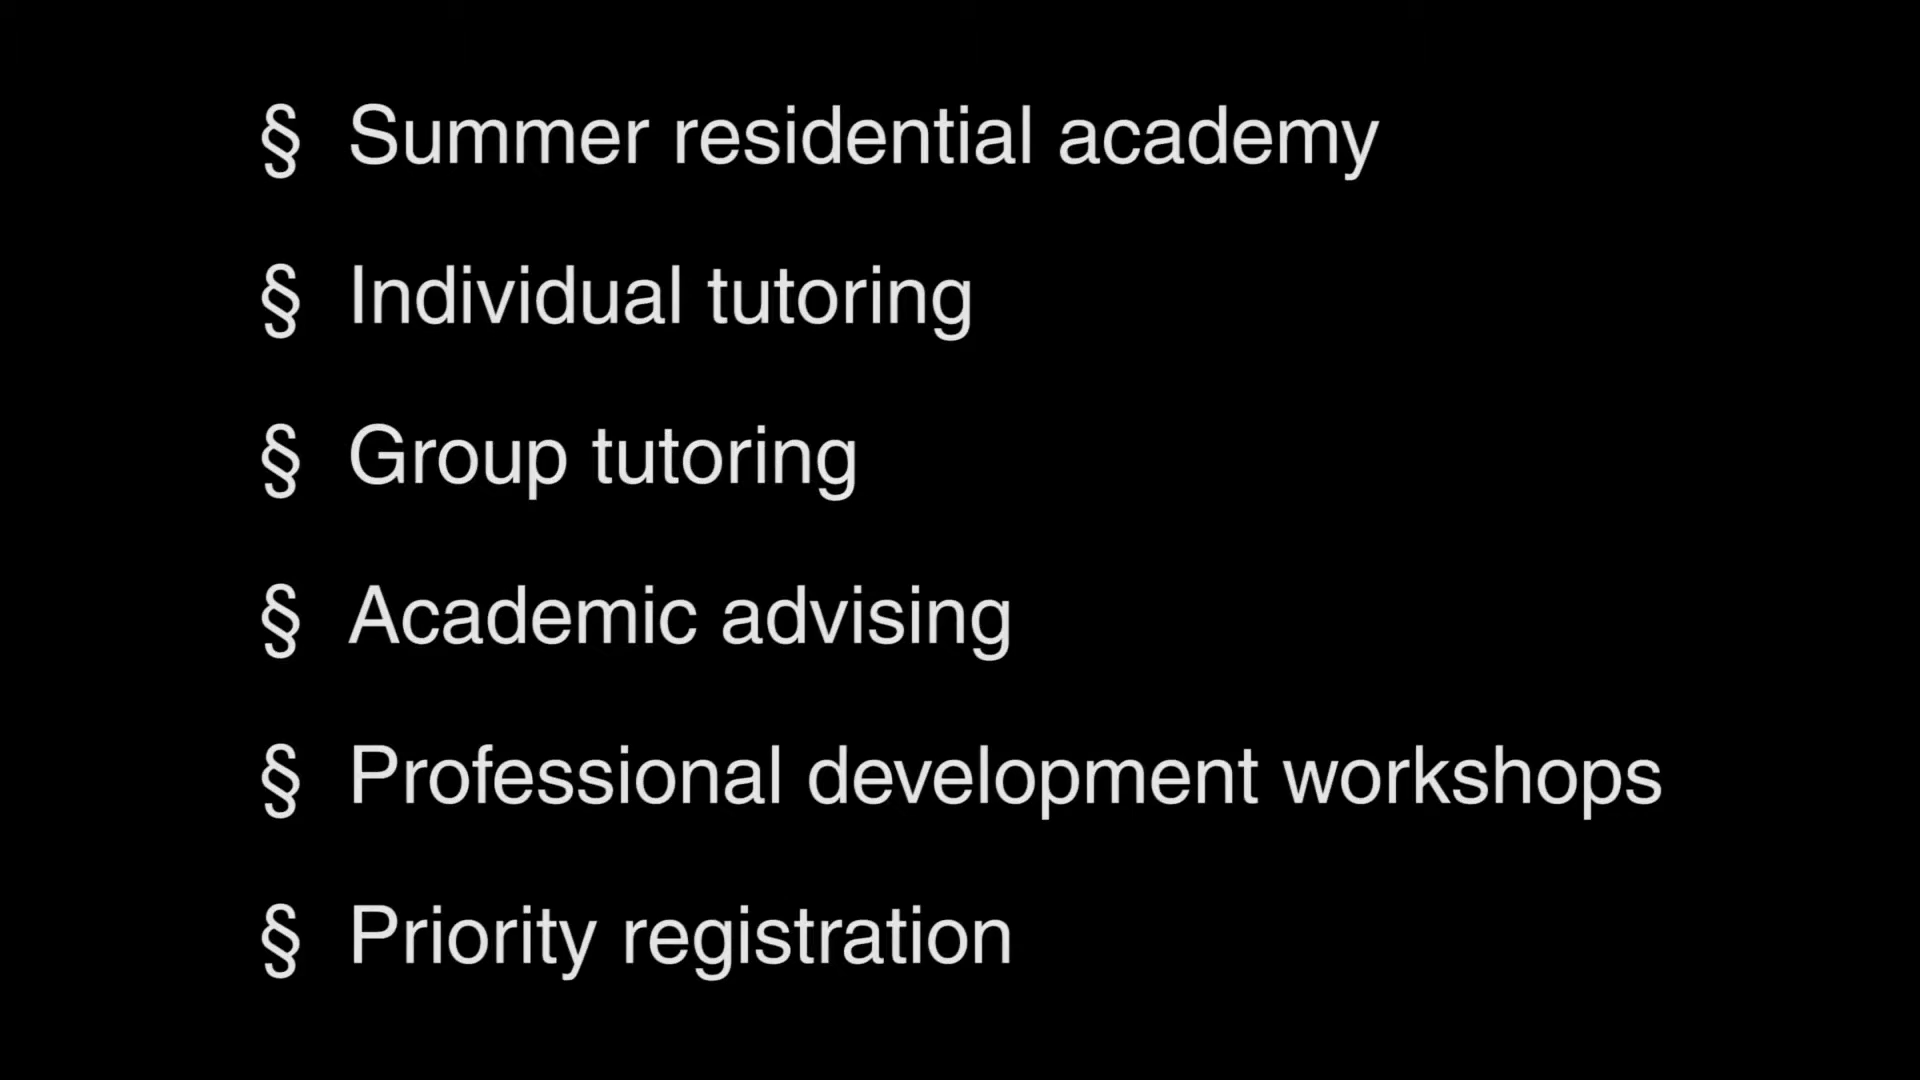 § Summer residential academy
§ Individual tutoring
§ Group tutoring
§ Academic advising
§ Professional development workshops
§ Priority registration